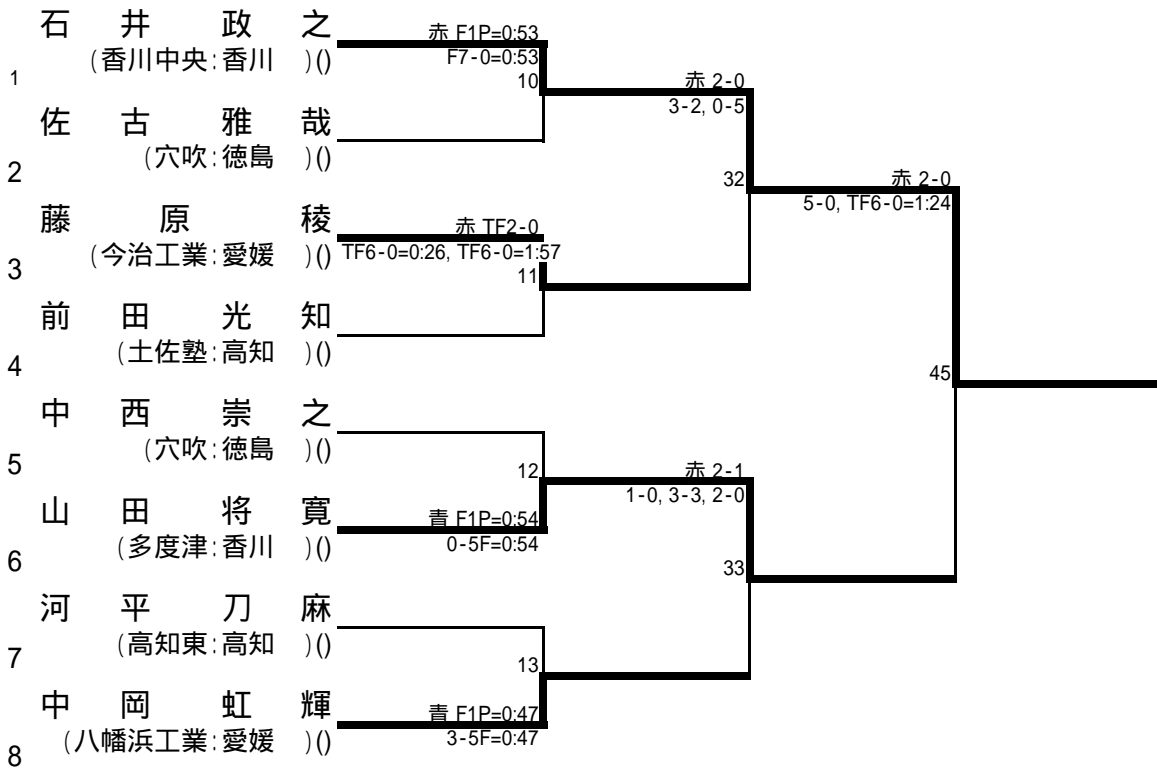 石 井 政 之
(香川中央:香川 )()
1
佐 古 雅 哉
(穴吹:徳島 )()
2
藤 原 稜
(今治工業:愛媛 )()
3
前 田 光 知
(土佐塾:高知 )()
4
中 西 崇 之
(穴吹:徳島 )()
5
山 田 将 寛
(多度津:香川 )()
6
河 平 刀 麻
(高知東:高知 )()
7
中 岡 虹 輝
(八幡浜工業:愛媛 )()
8
赤 F1P=0:53
F7-0=0:53
10
赤 TF2-0
TF6-0=0:26, TF6-0=1:57
11
12
青 F1P=0:54
0-5F=0:54
13
青 F1P=0:47
3-5F=0:47
赤 2-0
3-2, 0-5
32
赤 2-1
1-0, 3-3, 2-0
33
赤 2-0
5-0, TF6-0=1:24
45